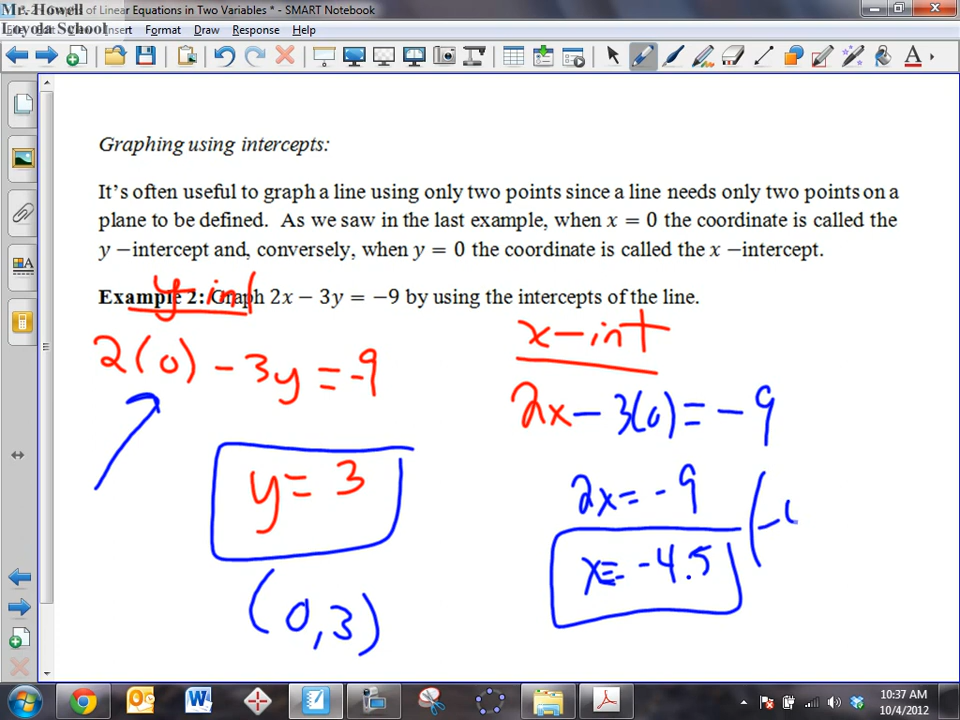 Mr. Howell
Loyola School
of Linear Equations in Two Variables * - SMART Notebook
Insert Format Draw Response Help
Graphing using intercepts:
It's often useful to graph a line using only two points since a line needs only two points on a
plane to be defined. As we saw in the last example, when x = 0 the coordinate is called the
y −intercept and, conversely, when y = 0 the coordinate is called the x −intercept.
y-int
Example 2: Graph 2x − 3y = −9 by using the intercepts of the line.
2(0) - 3y = -9
y = 3
(0,3)
x-int
2x - 3(0) = -9
2x = -9
x = -4.5
(-
10:37 AM
10/4/2012